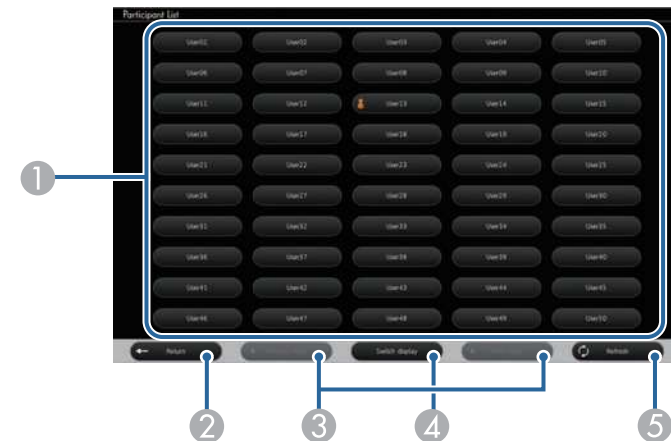 Participant List
User02 User03 User04 User05
User06 User07 User08 User09 User10
User11 User12 User13 User14 User15
User16 User17 User18 User19 User20
User21 User22 User23 User24 User25
User26 User27 User28 User29 User30
User31 User32 User33 User34 User35
User36 User37 User38 User39 User40
User41 User42 User43 User44 User45
User46 User47 User48 User49 User50
Return Switch display Refresh
1
2 3 4 5